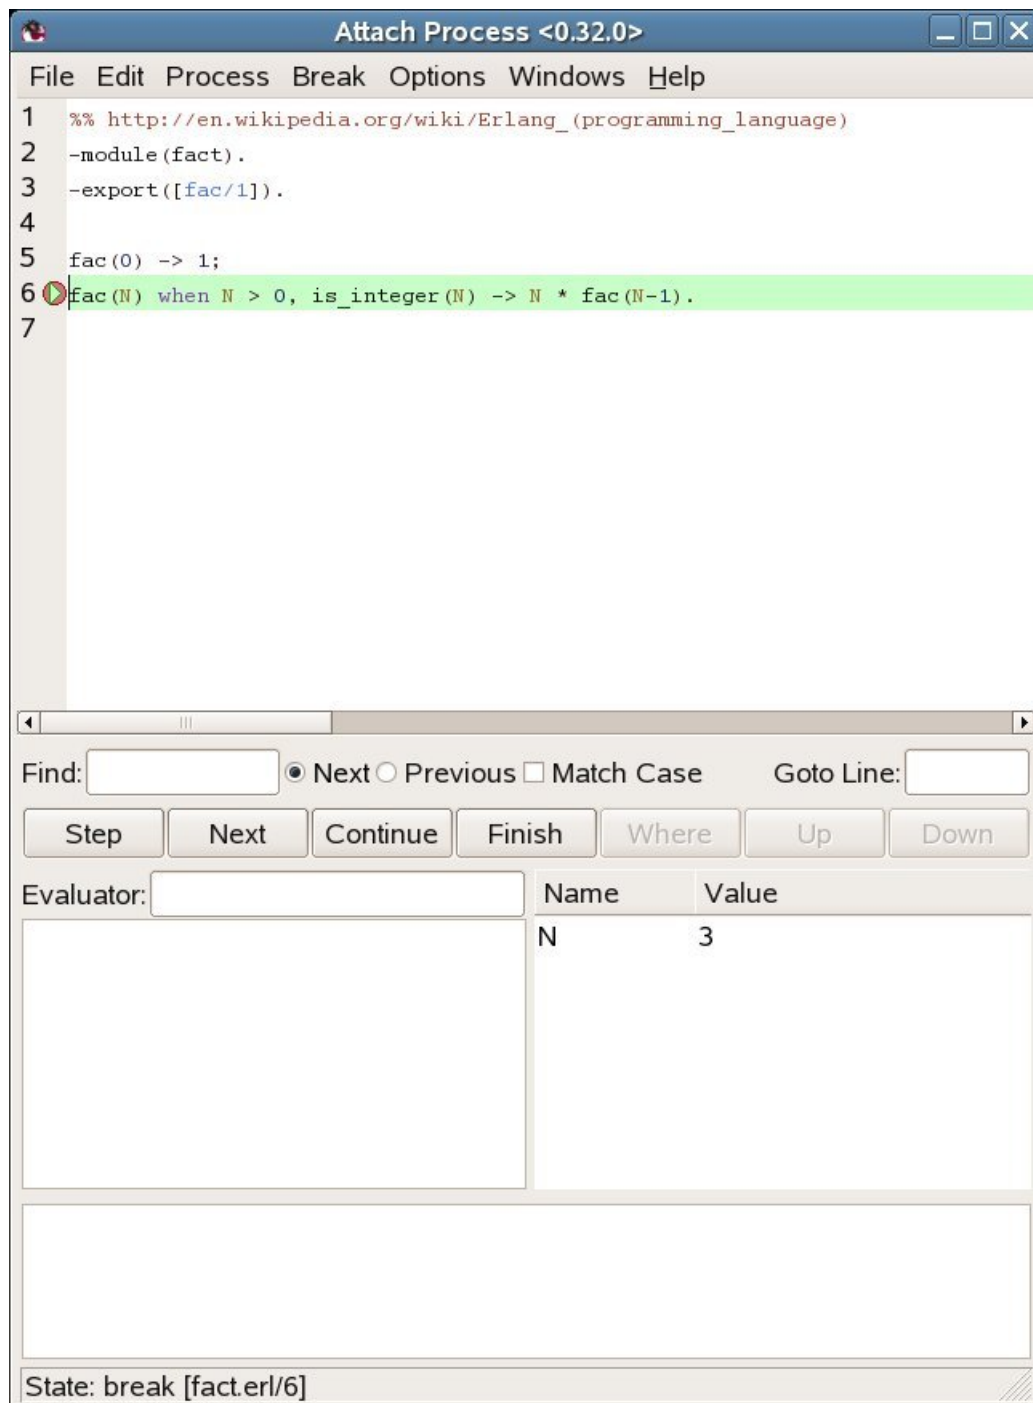 Attach Process <0.32.0>
File Edit Process Break Options Windows Help
1 %% http://en.wikipedia.org/wiki/Erlang_(programming_language)
2 -module(fact).
3 -export([fac/1]).
4
5 fac(0) -> 1;
6 fac(N) when N > 0, is_integer(N) -> N * fac(N-1).
7
Find: Next Previous Match Case Goto Line:
Step Next Continue Finish Where Up Down
Evaluator: Name Value
N 3
State: break [fact.erl/6]